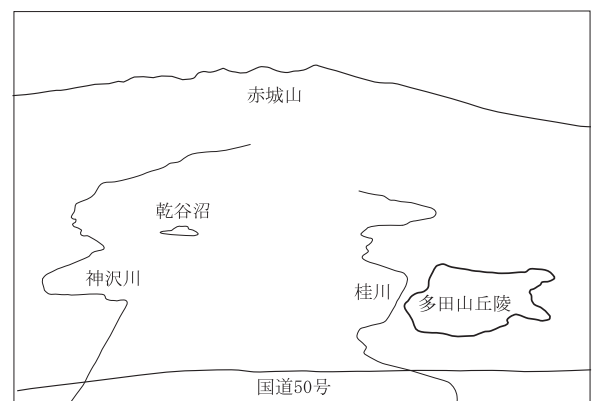 赤城山
乾谷沼
神沢川
桂川
多田山丘陵
国道50号